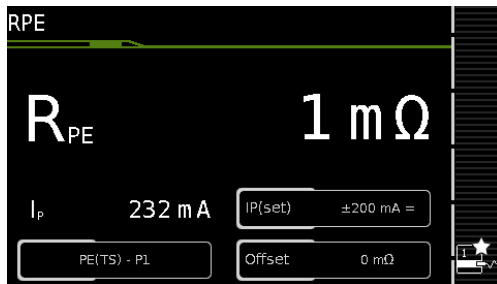 RPE
RPE 1 mΩ
IP 232 mA IP(set) ±200 mA =
PE(TS) - P1 Offset 0 mΩ
1